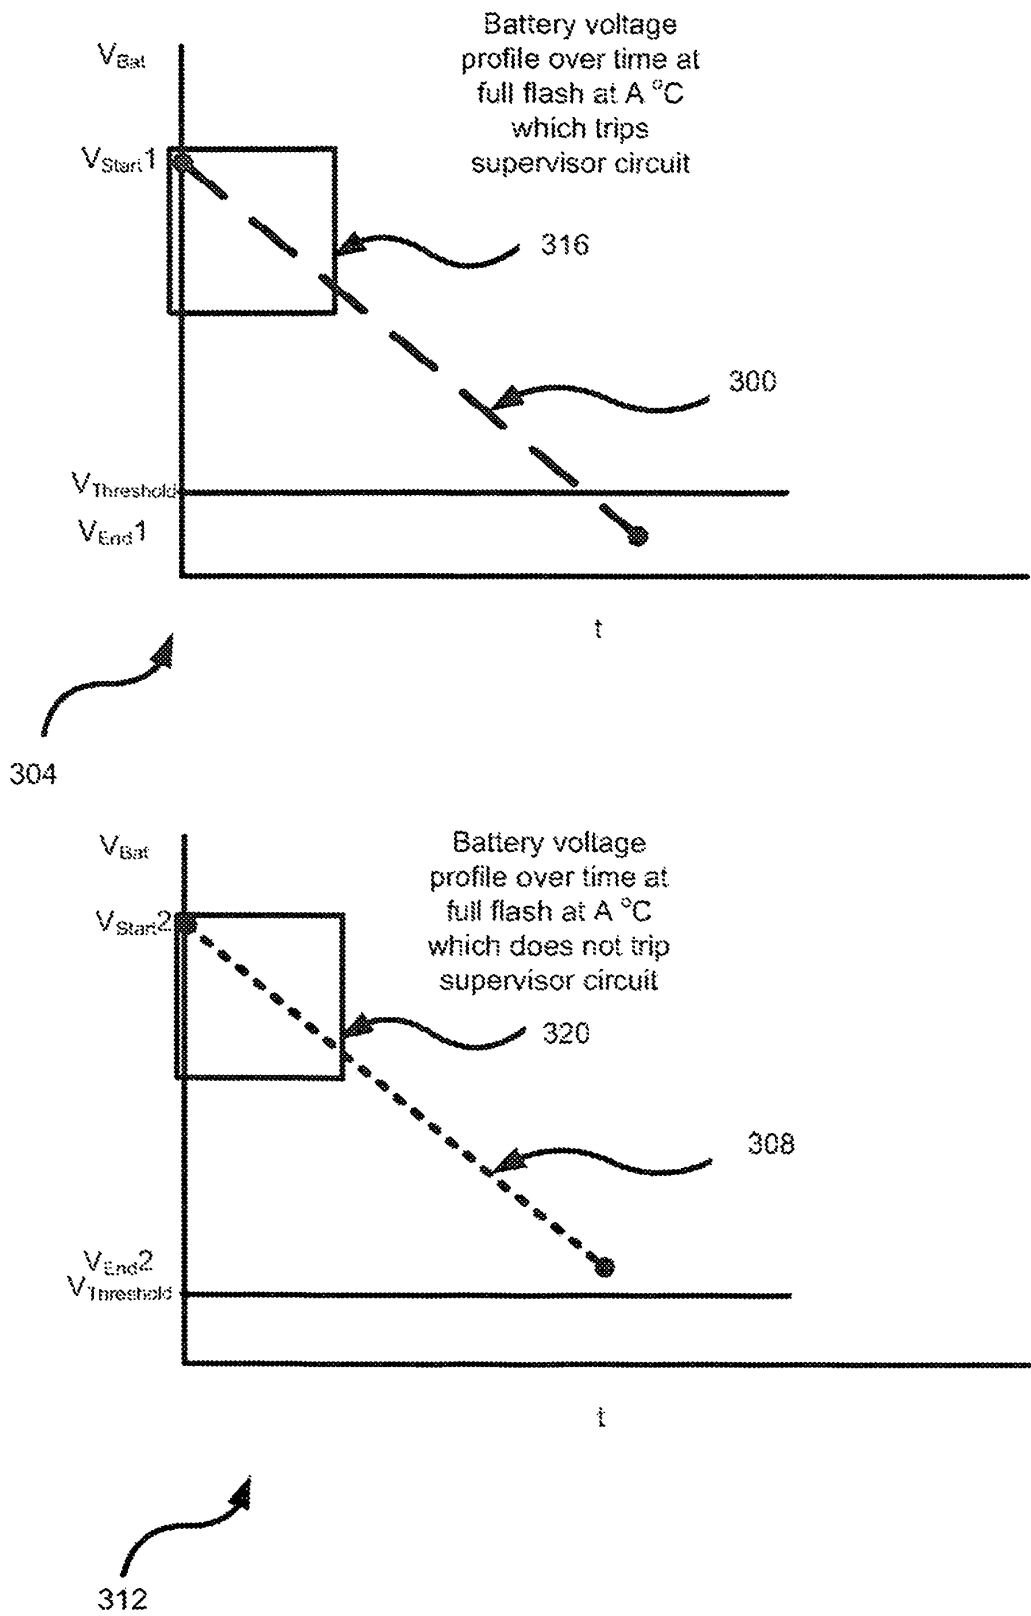 Battery voltage
profile over time at
full flash at A °C
which trips
supervisor circuit
VBat
VStart1
316
300
VThreshold
VEnd1
t
304
Battery voltage
profile over time at
full flash at A °C
which does not trip
supervisor circuit
VBat
VStart2
320
308
VEnd2
VThreshold
t
312